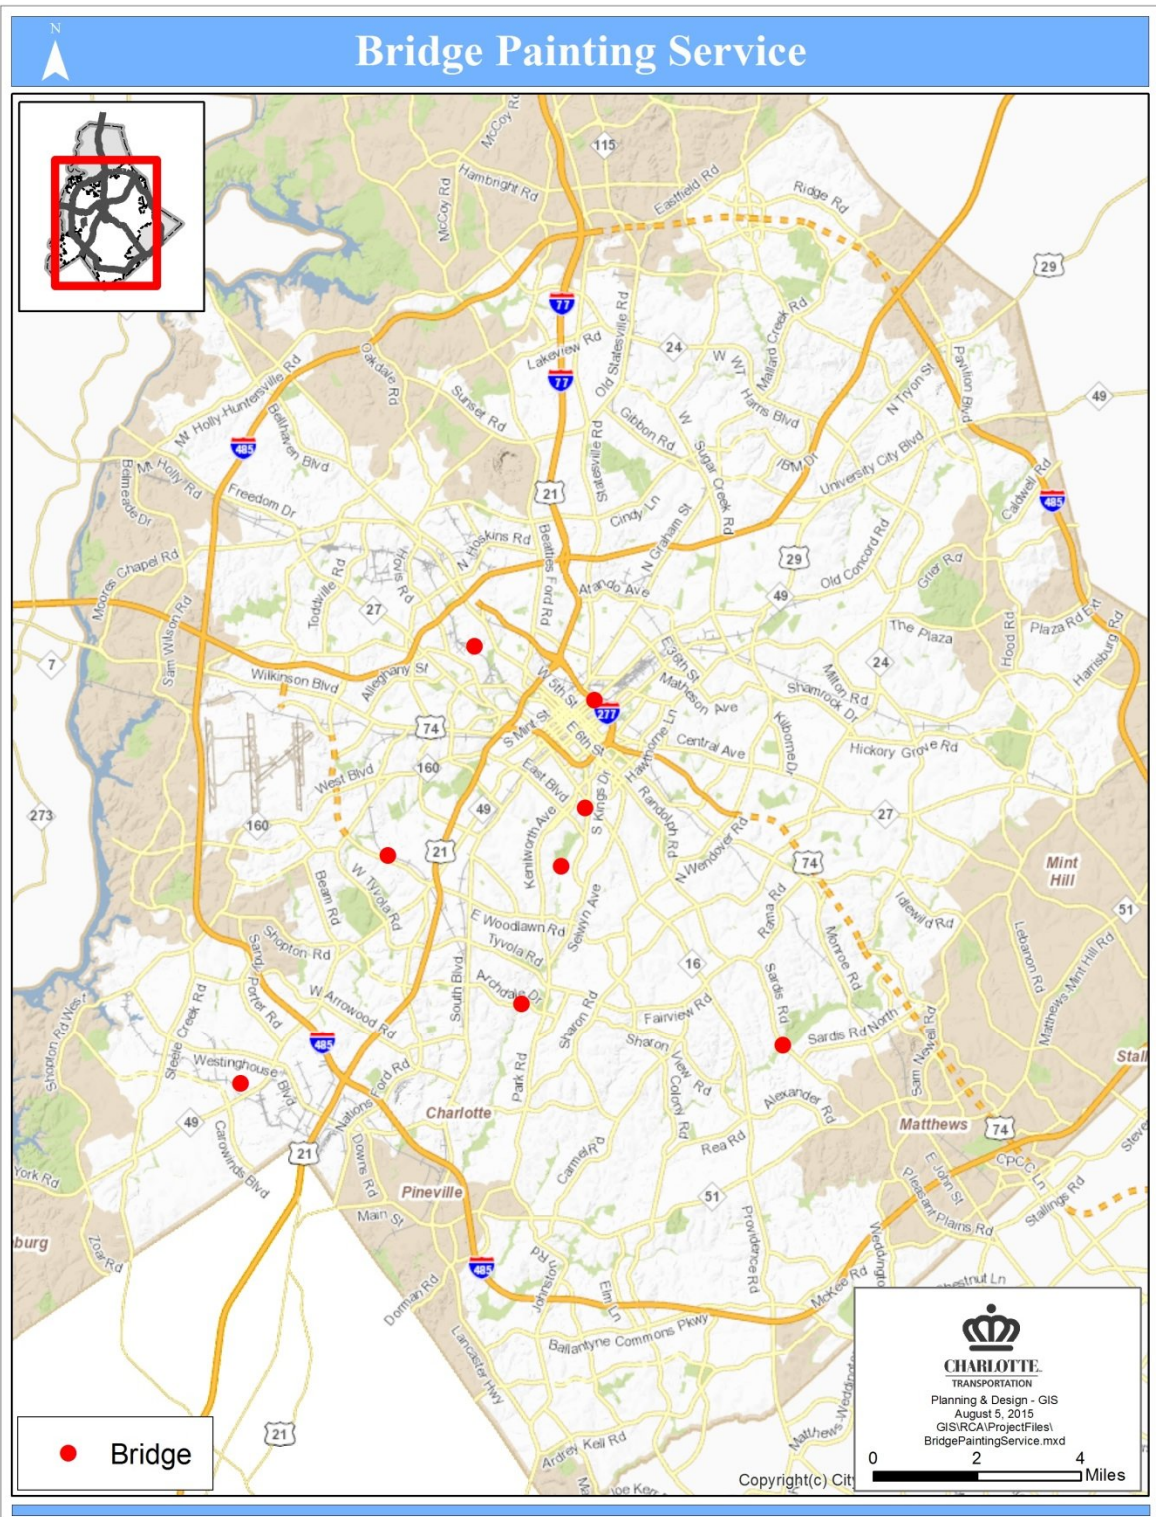 N
Bridge Painting Service
115
McCoy Rd
Hambright Rd
McCoy Rd
Eastfield Rd
Ridge Rd
29
77
Lakeview Rd
Old Statesville Rd
24
W
WT
Harris Blvd
Mallard Creek Rd
77
Oakdale Rd
Sunset Rd
Mt Holly-Huntersville Rd
Bellhaven Blvd
485
Gibbon Rd
W
Sugar Creek Rd
N Tryon St
Pavilion Blvd
49
Mt Holly Rd
Belmeade Dr
Freedom Dr
21
Statesville Rd
Cindy Ln
IBM Dr
University City Blvd
Caldwell Rd
485
N Hoskins Rd
Beatties Ford Rd
N Graham St
29
Old Concord Rd
Grier Rd
Moores Chapel Rd
Toddville Rd
Hovis Rd
27
Atando Ave
49
The Plaza
Hood Rd
Plaza Rd Ext
Harrisburg Rd
7
Sam Wilson Rd
Wilkinson Blvd
Alleghany St
W 5th St
E 36th St
Matheson Ave
Milton Rd
24
Shamrock Dr
277
74
S Mint St
E 6th St
Hawthorne Ln
Central Ave
Kilborne Dr
Hickory Grove Rd
West Blvd
160
East Blvd
49
S Kings Dr
Randolph Rd
27
273
160
21
Kenilworth Ave
N Wendover Rd
74
Mint
Hill
Beam Rd
W Tyvola Rd
E Woodlawn Rd
Selwyn Ave
Rama Rd
Idlewild Rd
51
Shopton Rd
Tyvola Rd
16
Monroe Rd
Lebanon Rd
Matthews-Mint Hill Rd
Sandy Porter Rd
W Arrowood Rd
South Blvd
Archdale Dr
Sharon Rd
Fairview Rd
Sardis Rd
Sardis Rd North
Shopton Rd West
Steele Creek Rd
485
Sharon View Rd
Sam Newell Rd
Stall
Westinghouse Blvd
Nations Ford Rd
Park Rd
Colony Rd
Alexander Rd
49
Charlotte
Matthews
74
Carowinds Blvd
21
Downs Rd
Carmel Rd
Rea Rd
Steve
York Rd
Pineville
51
E John St
CPCC Ln
Main St
Pleasant Plains Rd
Stallings Rd
burg
Zoar Rd
485
Johnston Rd
Providence Rd
Weddingto
Dorman Rd
Elm Ln
McKee Rd
hestnut Ln
Ballantyne Commons Pkwy
Lancaster Hwy
CHARLOTTE
TRANSPORTATION
Planning & Design - GIS
August 5, 2015
GIS\RCA\ProjectFiles\
BridgePaintingService.mxd
0 2 4
Miles
21
Bridge
Ardrey Kell Rd
Matthews-Weddingto
Copyright(c) City